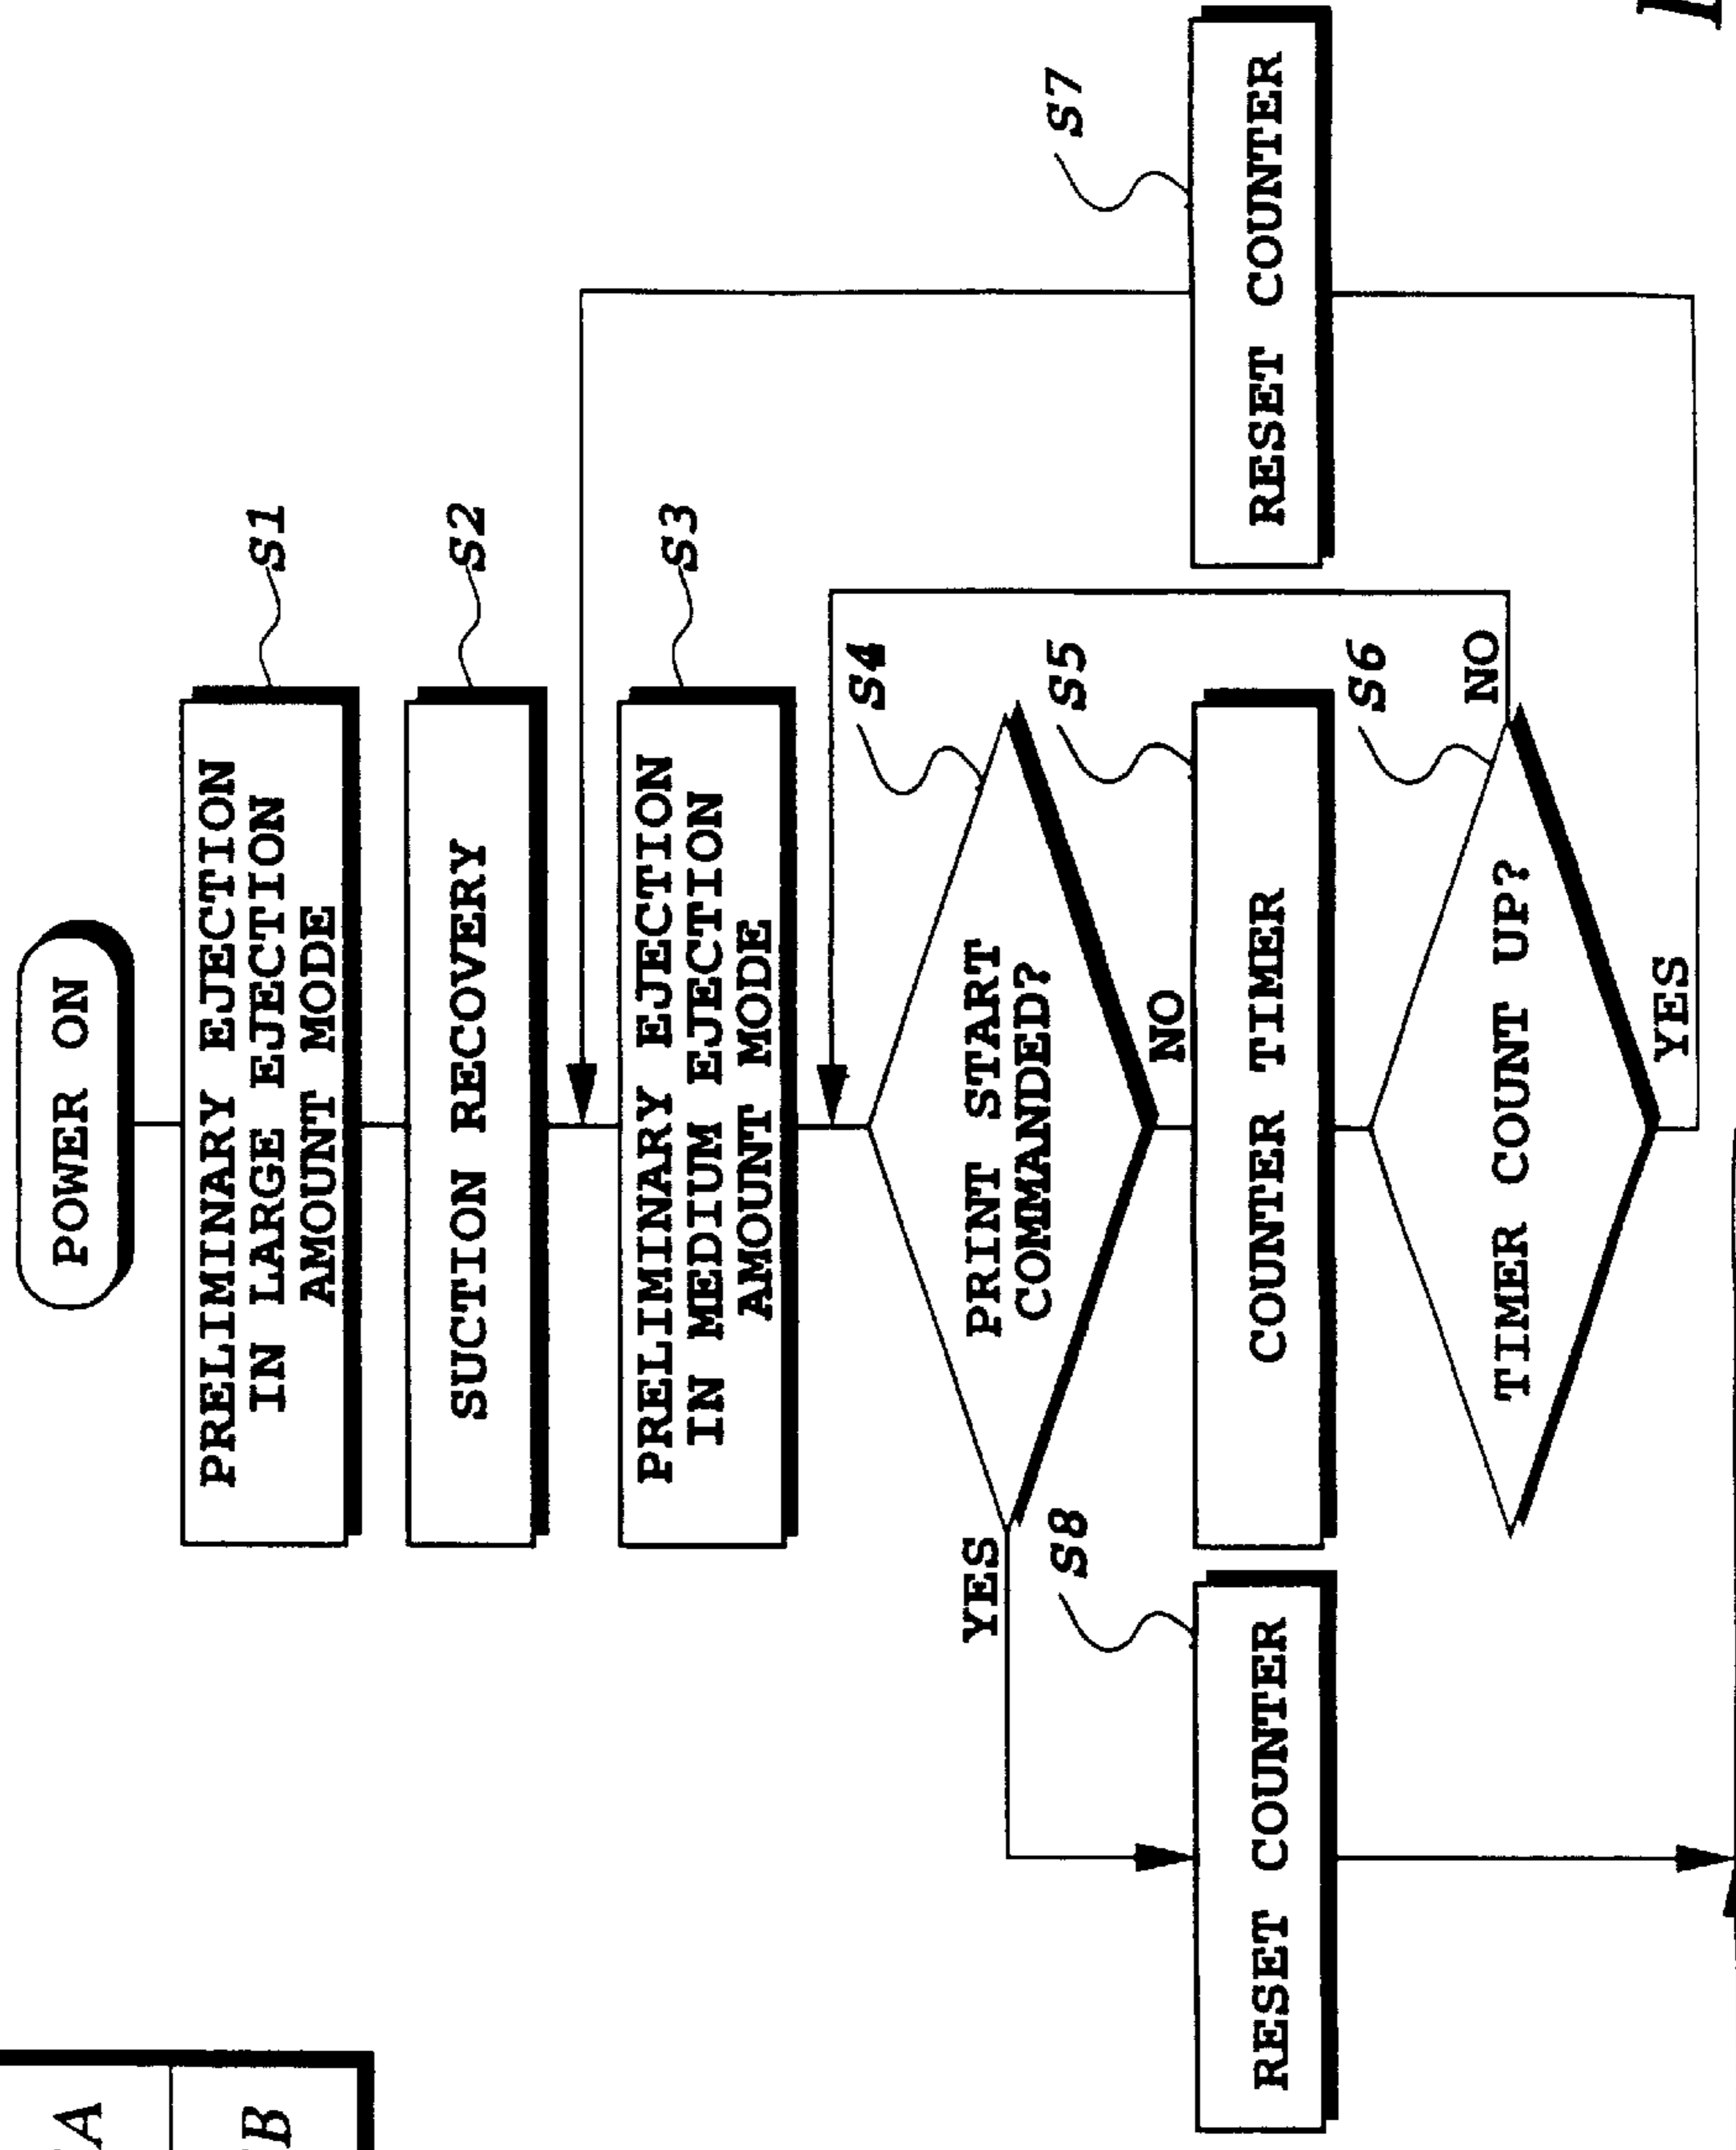 POWER ON
PRELIMINARY EJECTION
IN LARGE EJECTION
AMOUNT MODE
S1
SUCTION RECOVERY
S2
PRELIMINARY EJECTION
IN MEDIUM EJECTION
AMOUNT MODE
S3
PRINT START
COMMANDED?
S4
YES
NO
S8
RESET COUNTER
COUNTER TIMER
S5
RESET COUNTER
S7
TIMER COUNT UP?
S6
NO
YES
A
B